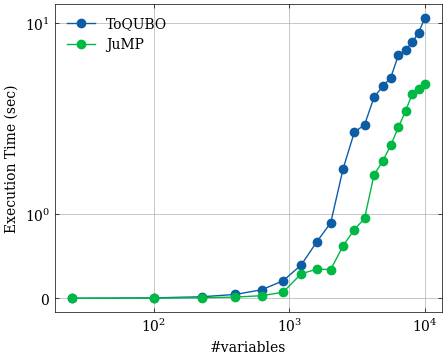 10¹
ToQUBO
JuMP
Execution Time (sec)
10⁰
0
10²
10³
10⁴
#variables